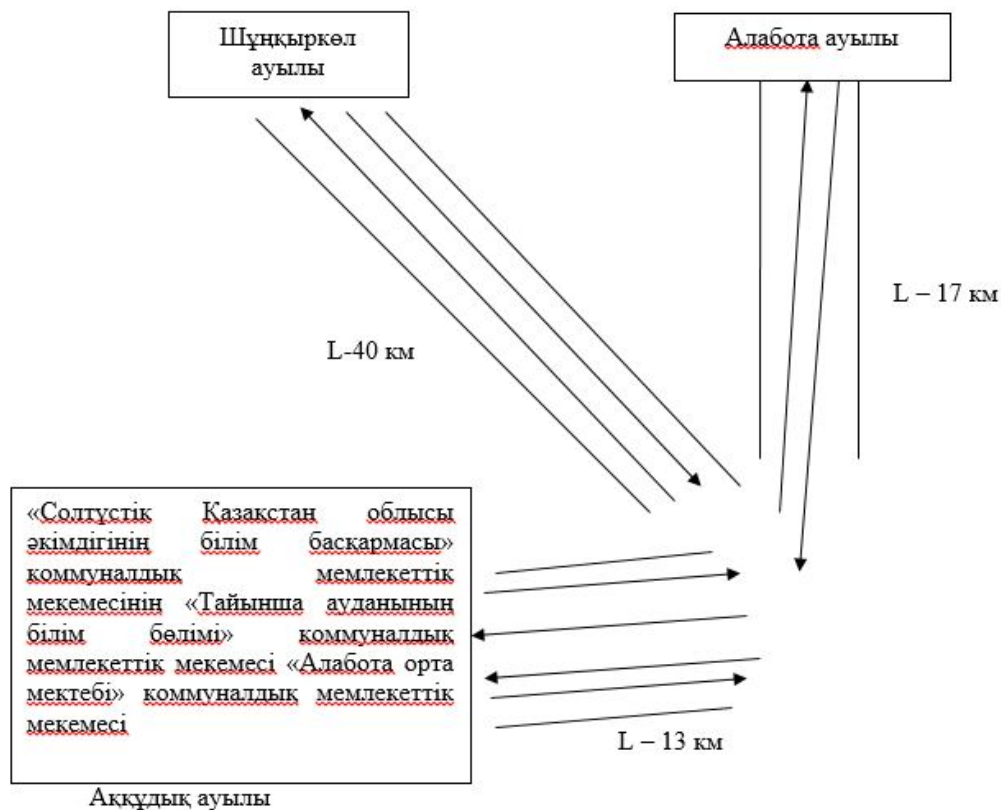 Шұңқыркөл
ауылы
Алабота ауылы
L – 17 км
L-40 км
«Солтүстік Қазақстан облысы
әкімдігінің білім басқармасы»
коммуналдық мемлекеттік
мекемесінің «Тайынша ауданының
білім бөлімі» коммуналдық
мемлекеттік мекемесі «Алабота орта
мектебі» коммуналдық мемлекеттік
мекемесі
L – 13 км
Аққұдық ауылы